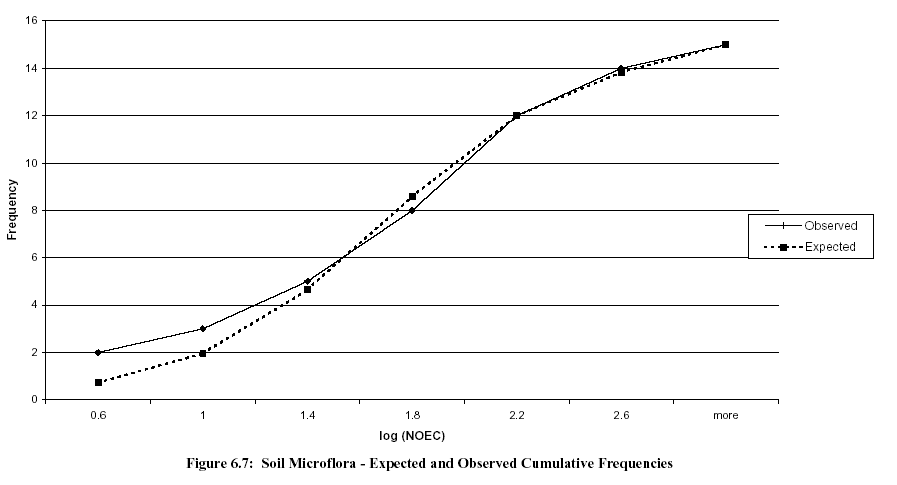 16
14
12
10
8
6
4
2
0
Frequency
0.6 1 1.4 1.8 2.2 2.6 more
log (NOEC)
Observed
Expected
Figure 6.7: Soil Microflora - Expected and Observed Cumulative Frequencies